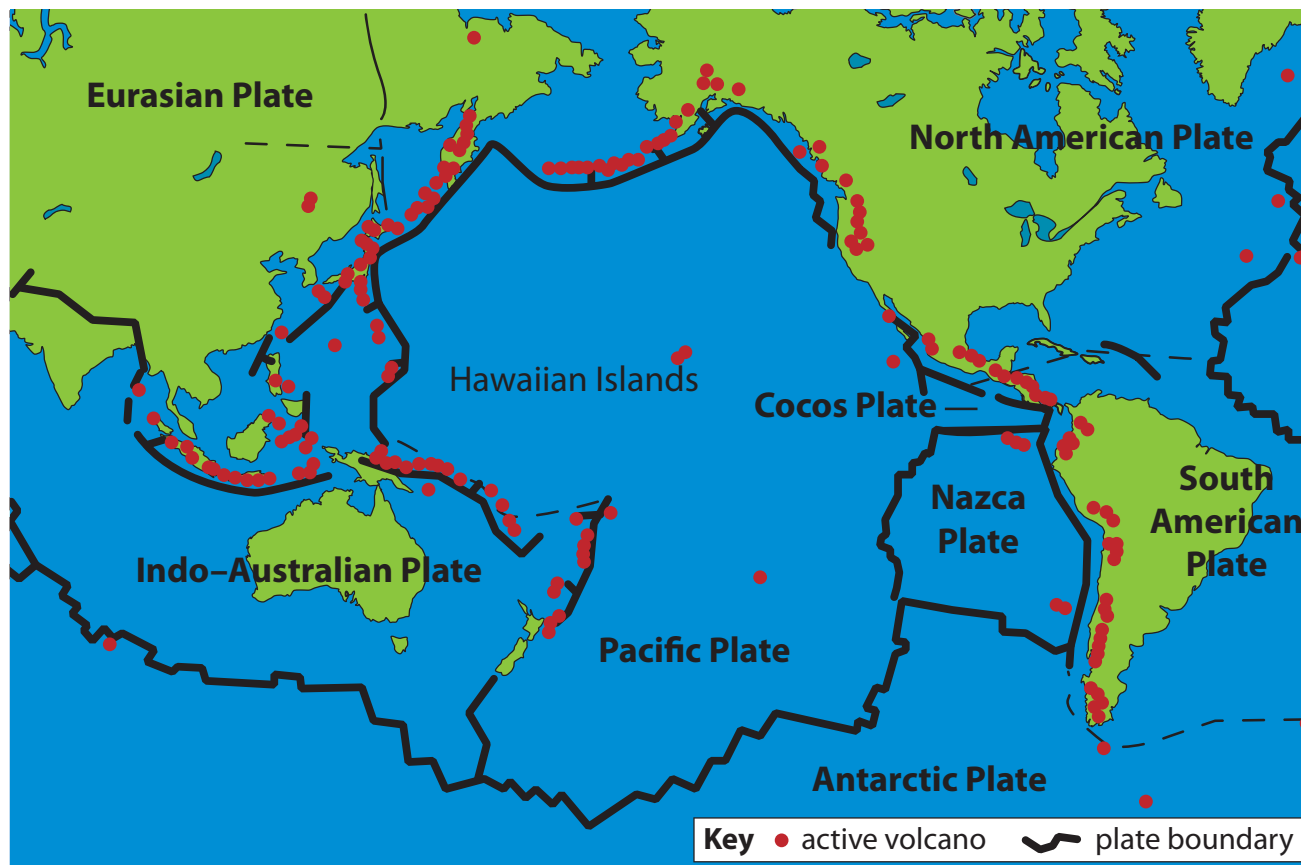 Eurasian Plate
North American Plate
Hawaiian Islands
Cocos Plate
Nazca
Plate
South
American
Plate
Indo–Australian Plate
Pacific Plate
Antarctic Plate
Key active volcano plate boundary